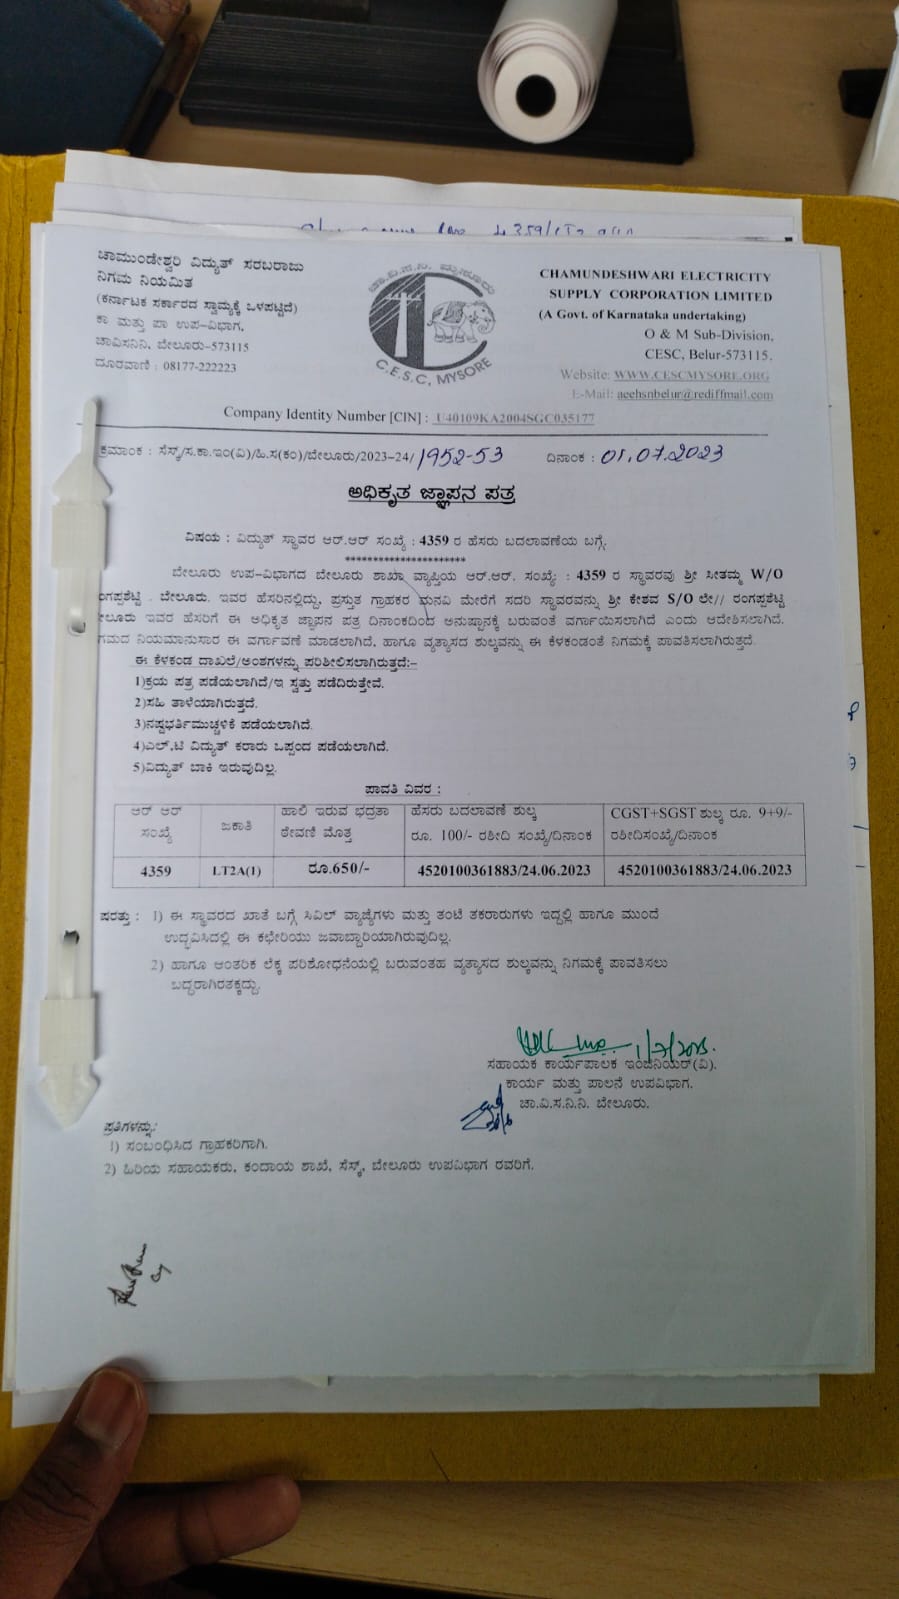 ಚಾಮುಂಡೇಶ್ವರಿ ವಿದ್ಯುತ್ ಸರಬರಾಜು
ನಿಗಮ ನಿಯಮಿತ
(ಕರ್ನಾಟಕ ಸರ್ಕಾರದ ಸ್ವಾಮ್ಯಕ್ಕೆ ಒಳಪಟ್ಟಿದೆ)
ಕಾ ಮತ್ತು ಪಾ ಉಪ-ವಿಭಾಗ,
ಚಾವಿಸನಿನಿ, ಬೇಲೂರು-573115
ದೂರವಾಣಿ : 08177-222223
ಚಾ.ವಿ.ಸ.ನಿ. ಮೈಸೂರು
C.E.S.C, MYSORE
CHAMUNDESHWARI ELECTRICITY
SUPPLY CORPORATION LIMITED
(A Govt. of Karnataka undertaking)
O & M Sub-Division,
CESC, Belur-573115.
Website: WWW.CESCMYSORE.ORG
E-Mail: aeehsnbelur@rediffmail.com
Company Identity Number [CIN] : U40109KA2004SGC035177
ಕ್ರಮಾಂಕ : ಸೆಸ್ಕ್/ಸ.ಕಾ.ಇಂ(ವಿ)/ಹಿ.ಸ(ಕಂ)/ಬೇಲೂರು/2023-24/ 1952-53 ದಿನಾಂಕ : 01.07.2023
ಅಧಿಕೃತ ಜ್ಞಾಪನ ಪತ್ರ
ವಿಷಯ : ವಿದ್ಯುತ್ ಸ್ಥಾವರ ಆರ್.ಆರ್ ಸಂಖ್ಯೆ : 4359 ರ ಹೆಸರು ಬದಲಾವಣೆಯ ಬಗ್ಗೆ.
**********************
ಬೇಲೂರು ಉಪ-ವಿಭಾಗದ ಬೇಲೂರು ಶಾಖಾ ವ್ಯಾಪ್ತಿಯ ಆರ್.ಆರ್. ಸಂಖ್ಯೆ: : 4359 ರ ಸ್ಥಾವರವು ಶ್ರೀ ಸೀತಮ್ಮ W/O
ಂಗಪ್ಪಶೆಟ್ಟಿ . ಬೇಲೂರು. ಇವರ ಹೆಸರಿನಲ್ಲಿದ್ದು, ಪ್ರಸ್ತುತ ಗ್ರಾಹಕರ ಮನವಿ ಮೇರೆಗೆ ಸದರಿ ಸ್ಥಾವರವನ್ನು ಶ್ರೀ ಕೇಶವ S/O ಲೇ// ರಂಗಪ್ಪಶೆಟ್ಟಿ
ೇಲೂರು ಇವರ ಹೆಸರಿಗೆ ಈ ಅಧಿಕೃತ ಜ್ಞಾಪನ ಪತ್ರ ದಿನಾಂಕದಿಂದ ಅನುಷ್ಠಾನಕ್ಕೆ ಬರುವಂತೆ ವರ್ಗಾಯಿಸಲಾಗಿದೆ ಎಂದು ಆದೇಶಿಸಲಾಗಿದೆ.
ಗಮದ ನಿಯಮಾನುಸಾರ ಈ ವರ್ಗಾವಣೆ ಮಾಡಲಾಗಿದೆ, ಹಾಗೂ ವ್ಯತ್ಯಾಸದ ಶುಲ್ಕವನ್ನು ಈ ಕೆಳಕಂಡಂತೆ ನಿಗಮಕ್ಕೆ ಪಾವತಿಸಲಾಗಿರುತ್ತದೆ.
ಈ ಕೆಳಕಂಡ ದಾಖಲೆ/ಅಂಶಗಳನ್ನು ಪರಿಶೀಲಿಸಲಾಗಿರುತ್ತದೆ:-
1)ಕ್ರಯ ಪತ್ರ ಪಡೆಯಲಾಗಿದೆ/ಇ ಸ್ವತ್ತು ಪಡೆದಿರುತ್ತೇವೆ.
2)ಸಹಿ ತಾಳೆಯಾಗಿರುತ್ತದೆ.
3)ನಷ್ಟಭರ್ತಿಮುಚ್ಚಳಿಕೆ ಪಡೆಯಲಾಗಿದೆ.
4)ಎಲ್.ಟಿ ವಿದ್ಯುತ್ ಕರಾರು ಒಪ್ಪಂದ ಪಡೆಯಲಾಗಿದೆ.
5)ವಿದ್ಯುತ್ ಬಾಕಿ ಇರುವುದಿಲ್ಲ.
ಪಾವತಿ ವಿವರ :
ಆರ್ ಆರ್ ಸಂಖ್ಯೆ ಜಕಾತಿ ಹಾಲಿ ಇರುವ ಭದ್ರತಾ ಠೇವಣಿ ಮೊತ್ತ ಹೆಸರು ಬದಲಾವಣೆ ಶುಲ್ಕ ರೂ. 100/- ರಶೀದಿ ಸಂಖ್ಯೆ/ದಿನಾಂಕ CGST+SGST ಶುಲ್ಕ ರೂ. 9+9/- ರಶೀದಿಸಂಖ್ಯೆ/ದಿನಾಂಕ
4359 LT2A(1) ರೂ.650/- 4520100361883/24.06.2023 4520100361883/24.06.2023
ಷರತ್ತು : 1) ಈ ಸ್ಥಾವರದ ಖಾತೆ ಬಗ್ಗೆ ಸಿವಿಲ್ ವ್ಯಾಜ್ಯೆಗಳು ಮತ್ತು ತಂಟೆ ತಕರಾರುಗಳು ಇದ್ದಲ್ಲಿ ಹಾಗೂ ಮುಂದೆ
ಉದ್ಭವಿಸಿದಲ್ಲಿ ಈ ಕಛೇರಿಯು ಜವಾಬ್ದಾರಿಯಾಗಿರುವುದಿಲ್ಲ.
2) ಹಾಗೂ ಆಂತರಿಕ ಲೆಕ್ಕ ಪರಿಶೋಧನೆಯಲ್ಲಿ ಬರುವಂತಹ ವ್ಯತ್ಯಾಸದ ಶುಲ್ಕವನ್ನು ನಿಗಮಕ್ಕೆ ಪಾವತಿಸಲು
ಬದ್ಧರಾಗಿರತಕ್ಕದ್ದು.
ಸಹಾಯಕ ಕಾರ್ಯಪಾಲಕ ಇಂಜಿನಿಯರ್(ವಿ).
ಕಾರ್ಯ ಮತ್ತು ಪಾಲನೆ ಉಪವಿಭಾಗ.
ಚಾ.ವಿ.ಸ.ನಿ.ನಿ. ಬೇಲೂರು.
ಪ್ರತಿಗಳನ್ನು:
1) ಸಂಬಂಧಿಸಿದ ಗ್ರಾಹಕರಿಗಾಗಿ.
2) ಹಿರಿಯ ಸಹಾಯಕರು, ಕಂದಾಯ ಶಾಖೆ, ಸೆಸ್ಕ್, ಬೇಲೂರು ಉಪವಿಭಾಗ ರವರಿಗೆ.